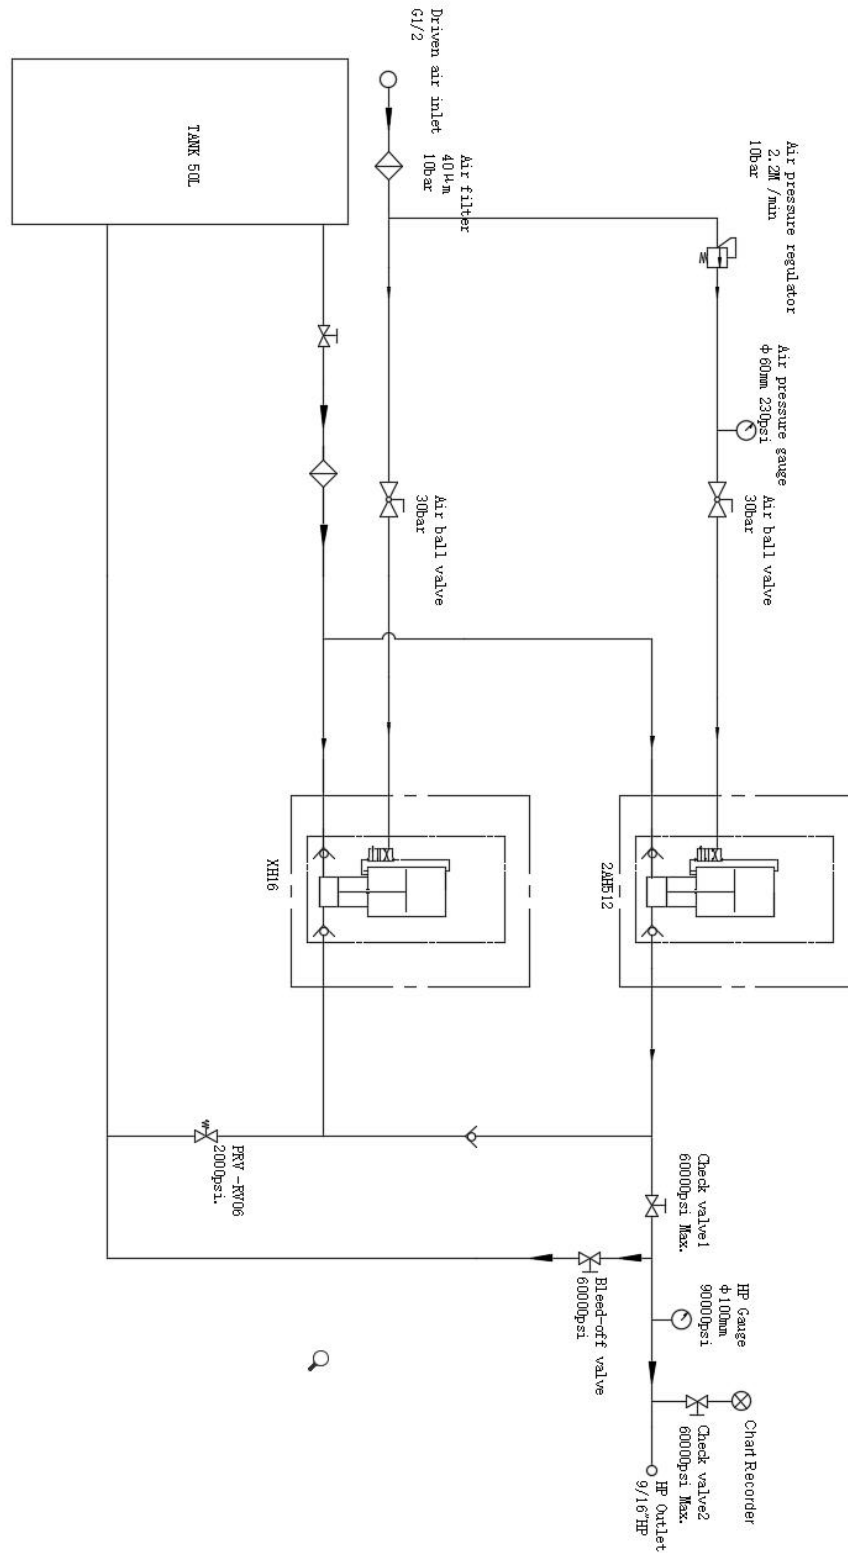 Driven air inlet
G1/2
Air filter
40μm
10bar
Air pressure regulator
2.2M /min
10bar
Air pressure gauge
φ60mm 230psi
TANK 50L
Air ball valve
30bar
Air ball valve
30bar
XH16
2AH512
PRV -RV06
2000psi.
Check valve1
60000psi Max.
Bleed-off valve
60000psi
HP Gauge
φ100mm
90000psi
Chart Recorder
Check valve2
60000psi Max.
HP Outlet
9/16"HP